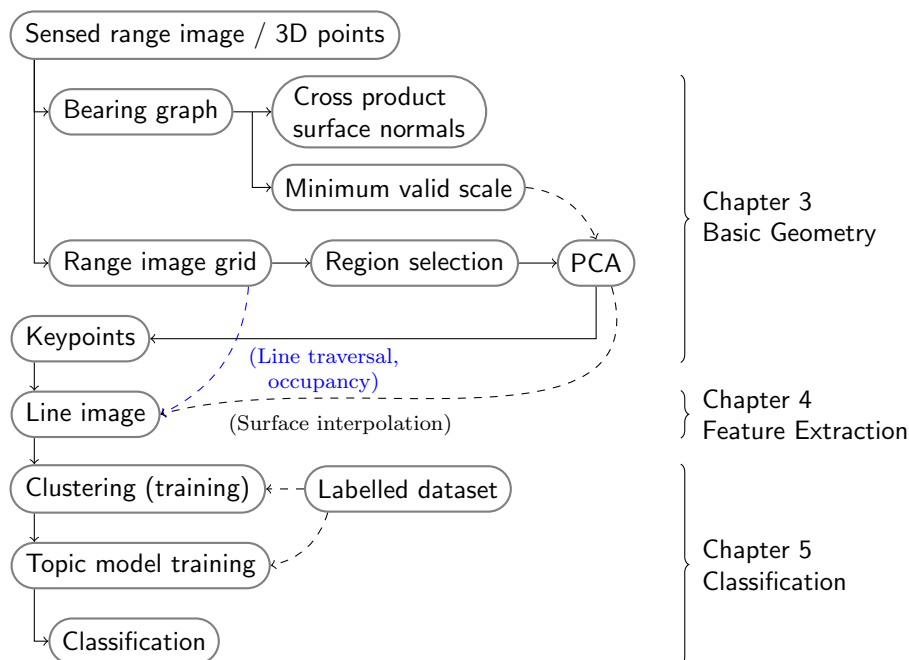 Sensed range image / 3D points
Bearing graph
Cross product
surface normals
Minimum valid scale
Chapter 3
Basic Geometry
Range image grid
Region selection
PCA
Keypoints
(Line traversal,
occupancy)
Line image
(Surface interpolation)
Chapter 4
Feature Extraction
Clustering (training)
Labelled dataset
Topic model training
Chapter 5
Classification
Classification